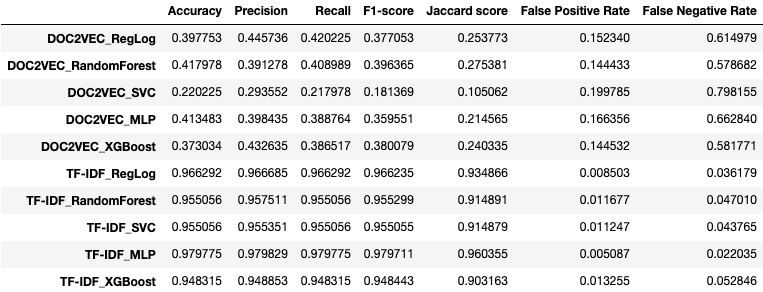 Accuracy Precision Recall F1-score Jaccard score False Positive Rate False Negative Rate
DOC2VEC_RegLog 0.397753 0.445736 0.420225 0.377053 0.253773 0.152340 0.614979
DOC2VEC_RandomForest 0.417978 0.391278 0.408989 0.396365 0.275381 0.144433 0.578682
DOC2VEC_SVC 0.220225 0.293552 0.217978 0.181369 0.105062 0.199785 0.798155
DOC2VEC_MLP 0.413483 0.398435 0.388764 0.359551 0.214565 0.166356 0.662840
DOC2VEC_XGBoost 0.373034 0.432635 0.386517 0.380079 0.240335 0.144532 0.581771
TF-IDF_RegLog 0.966292 0.966685 0.966292 0.966235 0.934866 0.008503 0.036179
TF-IDF_RandomForest 0.955056 0.957511 0.955056 0.955299 0.914891 0.011677 0.047010
TF-IDF_SVC 0.955056 0.955351 0.955056 0.955055 0.914879 0.011247 0.043765
TF-IDF_MLP 0.979775 0.979829 0.979775 0.979711 0.960355 0.005087 0.022035
TF-IDF_XGBoost 0.948315 0.948853 0.948315 0.948443 0.903163 0.013255 0.052846